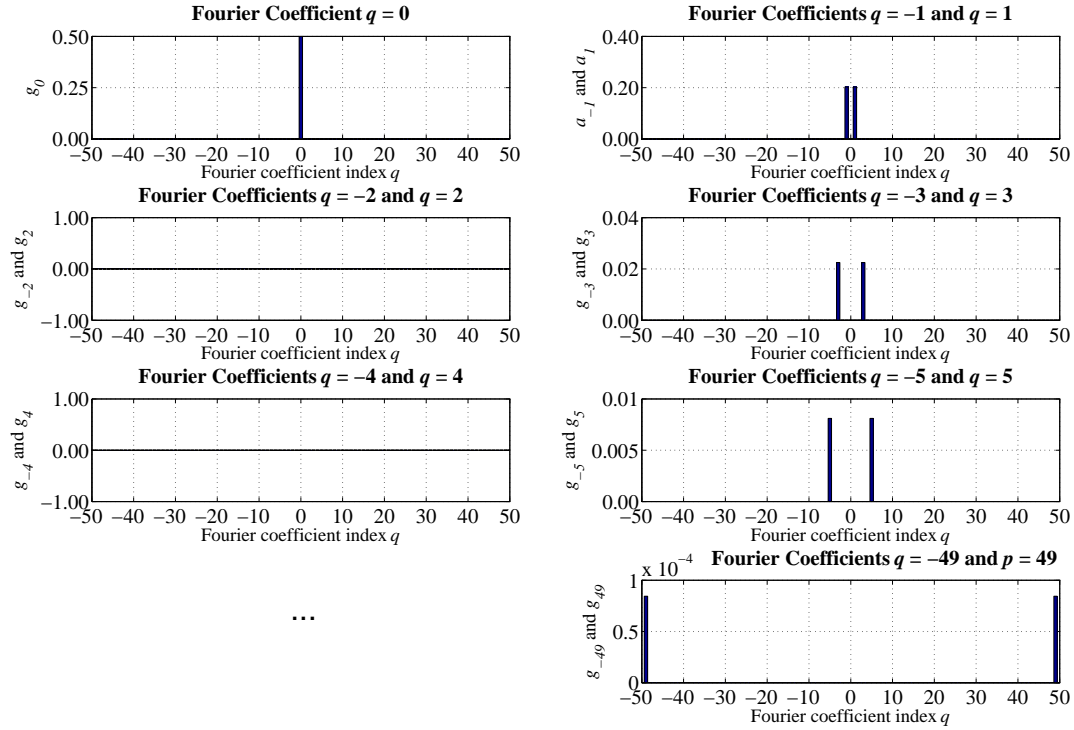 Fourier Coefficient q = 0
0.50
0.25
0.00
g0
−50 −40 −30 −20 −10 0 10 20 30 40 50
Fourier coefficient index q
Fourier Coefficients q = −1 and q = 1
0.40
0.20
0.00
a−1 and a1
−50 −40 −30 −20 −10 0 10 20 30 40 50
Fourier coefficient index q
Fourier Coefficients q = −2 and q = 2
1.00
0.00
−1.00
g−2 and g2
−50 −40 −30 −20 −10 0 10 20 30 40 50
Fourier coefficient index q
Fourier Coefficients q = −3 and q = 3
0.04
0.02
0.00
g−3 and g3
−50 −40 −30 −20 −10 0 10 20 30 40 50
Fourier coefficient index q
Fourier Coefficients q = −4 and q = 4
1.00
0.00
−1.00
g−4 and g4
−50 −40 −30 −20 −10 0 10 20 30 40 50
Fourier coefficient index q
Fourier Coefficients q = −5 and q = 5
0.01
0.005
0.00
g−5 and g5
−50 −40 −30 −20 −10 0 10 20 30 40 50
Fourier coefficient index q
...
Fourier Coefficients q = −49 and p = 49
x 10−4
1
0.5
0
g−49 and g49
−50 −40 −30 −20 −10 0 10 20 30 40 50
Fourier coefficient index q